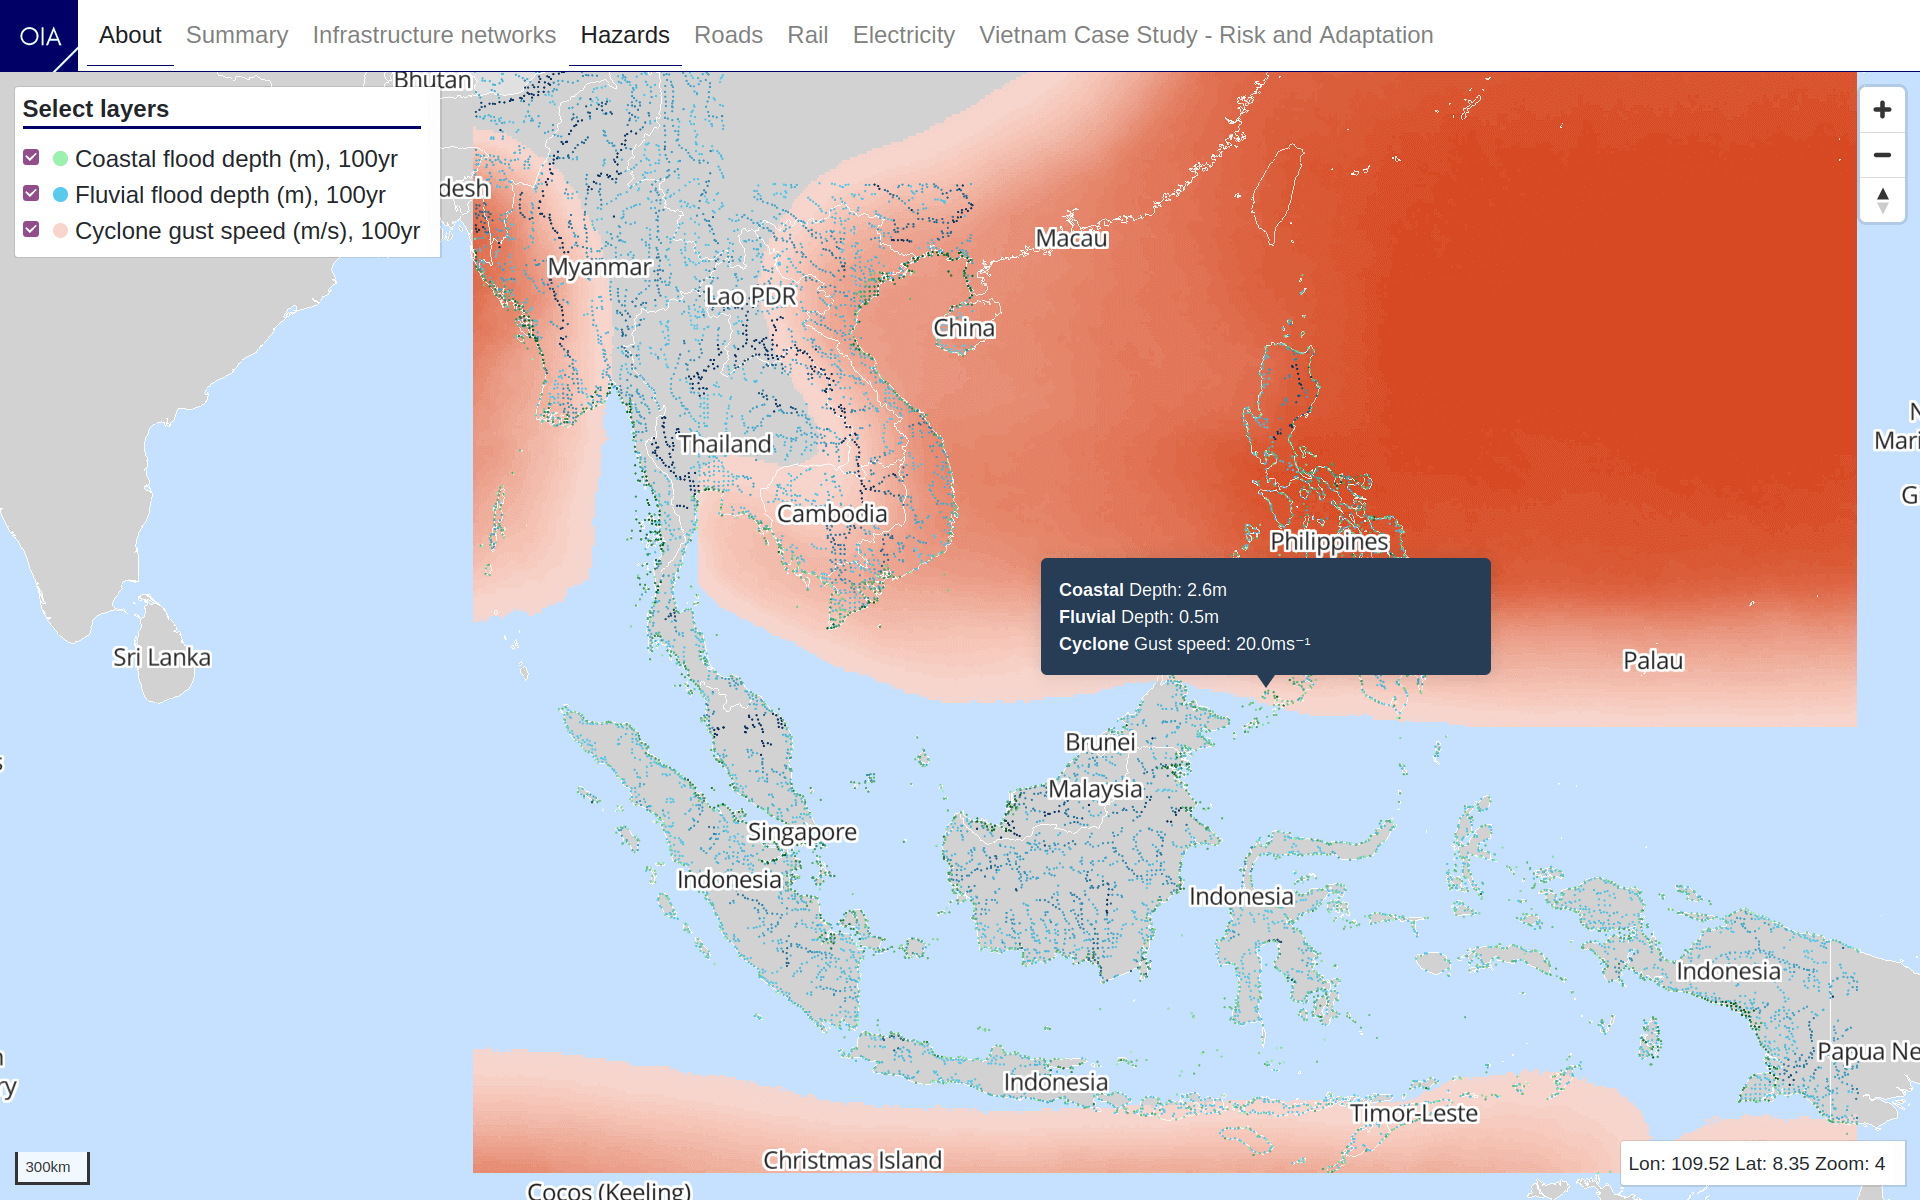 OIA About Summary Infrastructure networks Hazards Roads Rail Electricity Vietnam Case Study - Risk and Adaptation
Bhutan
Select layers
Coastal flood depth (m), 100yr
Fluvial flood depth (m), 100yr
Cyclone gust speed (m/s), 100yr
desh
Macau
Myanmar
Lao PDR
China
Mari
Thailand
G
Cambodia
Philippines
Coastal Depth: 2.6m
Fluvial Depth: 0.5m
Cyclone Gust speed: 20.0ms⁻¹
Sri Lanka
Palau
Brunei
Malaysia
Singapore
Indonesia
Indonesia
Indonesia
Papua Ne
Indonesia
ry
Timor-Leste
Christmas Island
300km
Lon: 109.52 Lat: 8.35 Zoom: 4
Cocos (Keeling)